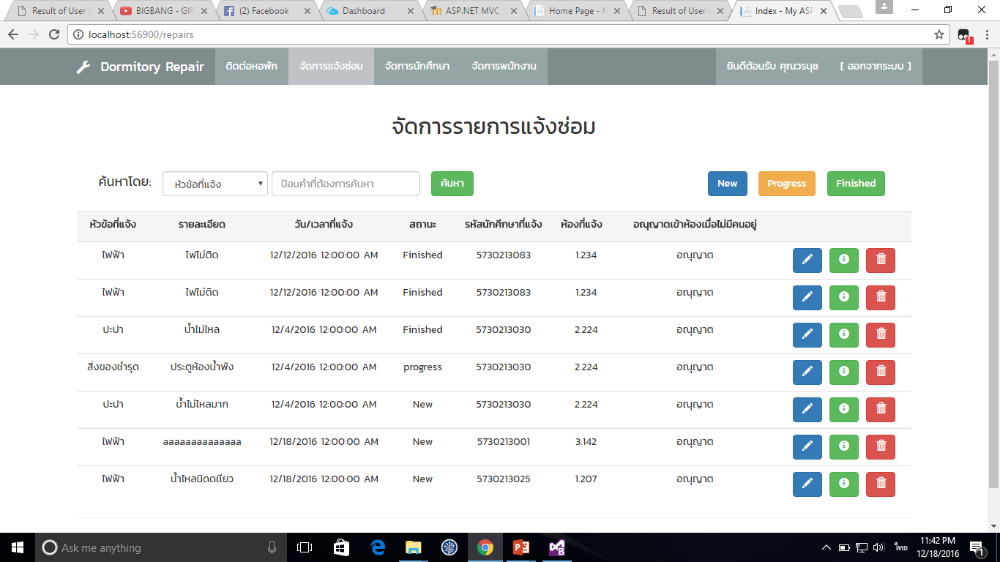 Result of User
BIGBANG - GIR
(2) Facebook
Dashboard
ASP.NET MVC
Home Page -
Result of User
Index - My ASP
localhost:56900/repairs
1
Dormitory Repair ติดต่อหอพัก จัดการแจ้งซ่อม จัดการนักศึกษา จัดการพนักงาน ยินดีต้อนรับ คุณวรนุช [ ออกจากระบบ ]
จัดการรายการแจ้งซ่อม
ค้นหาโดย: หัวข้อที่แจ้ง ป้อนคำที่ต้องการค้นหา ค้นหา New Progress Finished
หัวข้อที่แจ้ง รายละเอียด วัน/เวลาที่แจ้ง สถานะ รหัสนักศึกษาที่แจ้ง ห้องที่แจ้ง อณุญาตเข้าห้องเมื่อไม่มีคนอยู่
ไฟฟ้า ไฟไม่ติด 12/12/2016 12:00:00 AM Finished 5730213083 1.234 อณุญาต
ไฟฟ้า ไฟไม่ติด 12/12/2016 12:00:00 AM Finished 5730213083 1.234 อณุญาต
ปะปา น้ำไม่ไหล 12/4/2016 12:00:00 AM Finished 5730213030 2.224 อณุญาต
สิ่งของชำรุด ประตูห้องน้ำพัง 12/4/2016 12:00:00 AM progress 5730213030 2.224 อณุญาต
ปะปา น้ำไม่ไหลมาก 12/4/2016 12:00:00 AM New 5730213030 2.224 อณุญาต
ไฟฟ้า aaaaaaaaaaaaaa 12/18/2016 12:00:00 AM New 5730213001 3.142 อณุญาต
ไฟฟ้า น้ำไหลนิดดเเียว 12/18/2016 12:00:00 AM New 5730213025 1.207 อณุญาต
Ask me anything
ไทย
11:42 PM
12/18/2016
1